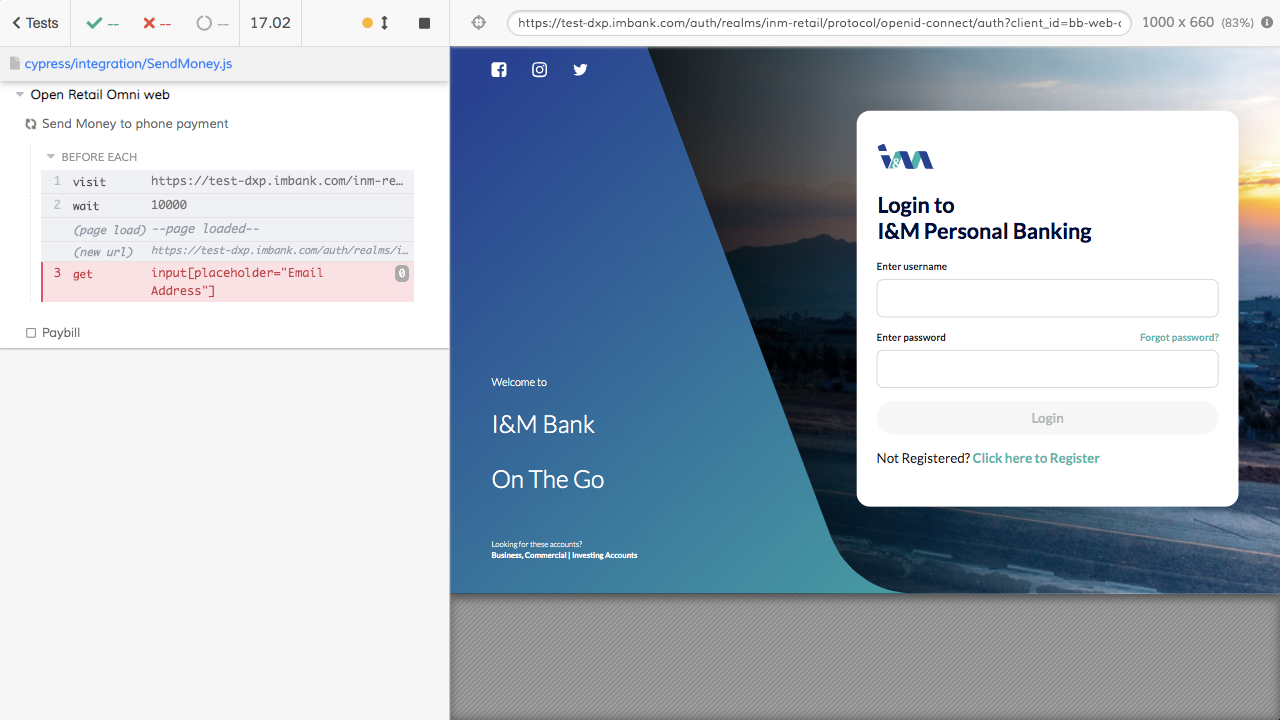 Tests
--
--
--
17.02
https://test-dxp.imbank.com/auth/realms/inm-retail/protocol/openid-connect/auth?client_id=bb-web-c
1000 x 660 (83%)
cypress/integration/SendMoney.js
Open Retail Omni web
Send Money to phone payment
BEFORE EACH
1 visit https://test-dxp.imbank.com/inm-re…
2 wait 10000
(page load) --page loaded--
(new url) https://test-dxp.imbank.com/auth/realms/i…
3 get input[placeholder="Email
Address"]
0
Paybill
Welcome to
I&M Bank
On The Go
Looking for these accounts?
Business, Commercial | Investing Accounts
I&M
Login to
I&M Personal Banking
Enter username
Enter password Forgot password?
Login
Not Registered? Click here to Register